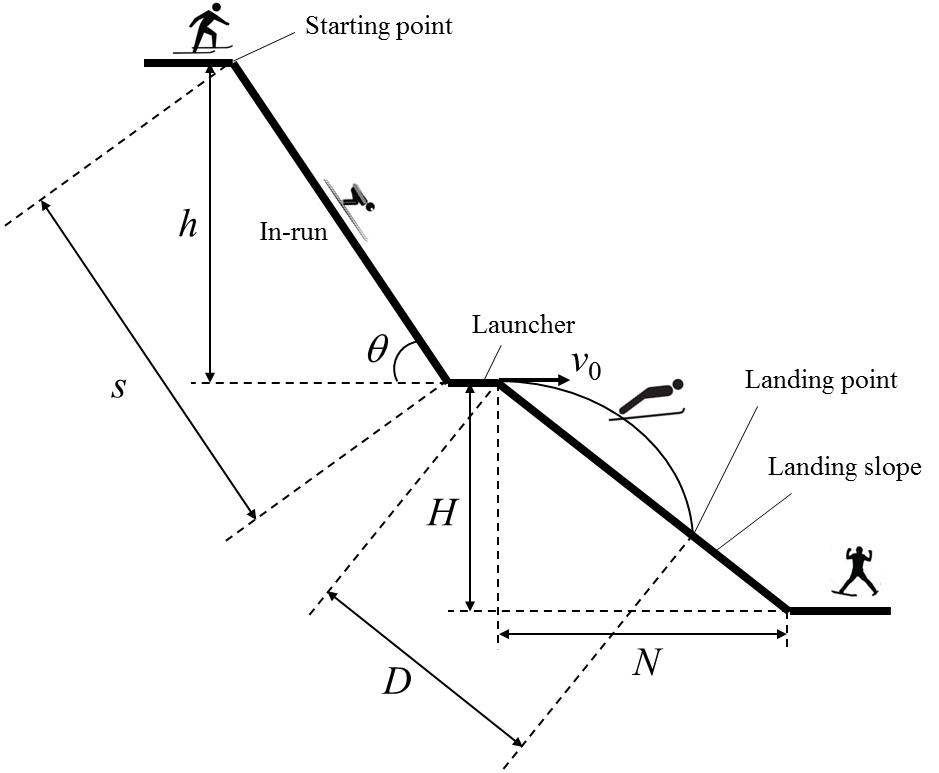 Starting point
h
In-run
s
θ
Launcher
v0
Landing point
Landing slope
H
N
D